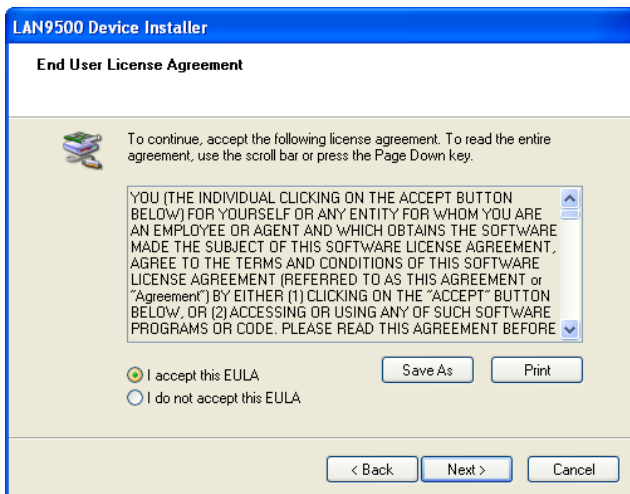 LAN9500 Device Installer
End User License Agreement
To continue, accept the following license agreement. To read the entire
agreement, use the scroll bar or press the Page Down key.
YOU (THE INDIVIDUAL CLICKING ON THE ACCEPT BUTTON
BELOW) FOR YOURSELF OR ANY ENTITY FOR WHOM YOU ARE
AN EMPLOYEE OR AGENT AND WHICH OBTAINS THE SOFTWARE
MADE THE SUBJECT OF THIS SOFTWARE LICENSE AGREEMENT,
AGREE TO THE TERMS AND CONDITIONS OF THIS SOFTWARE
LICENSE AGREEMENT (REFERRED TO AS THIS AGREEMENT or
"Agreement") BY EITHER (1) CLICKING ON THE "ACCEPT" BUTTON
BELOW, OR (2) ACCESSING OR USING ANY OF SUCH SOFTWARE
PROGRAMS OR CODE. PLEASE READ THIS AGREEMENT BEFORE
I accept this EULA
Save As
Print
I do not accept this EULA
< Back
Next >
Cancel